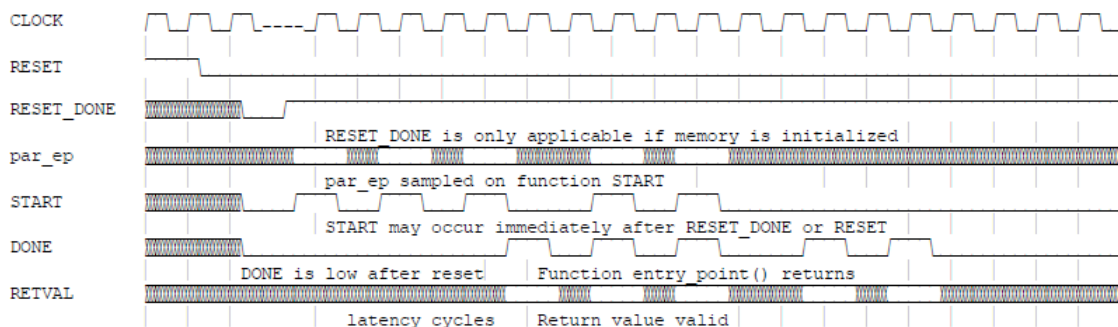 CLOCK
RESET
RESET_DONE
RESET_DONE is only applicable if memory is initialized
par_ep
par_ep sampled on function START
START
START may occur immediately after RESET_DONE or RESET
DONE
DONE is low after reset Function entry_point() returns
RETVAL
latency cycles Return value valid